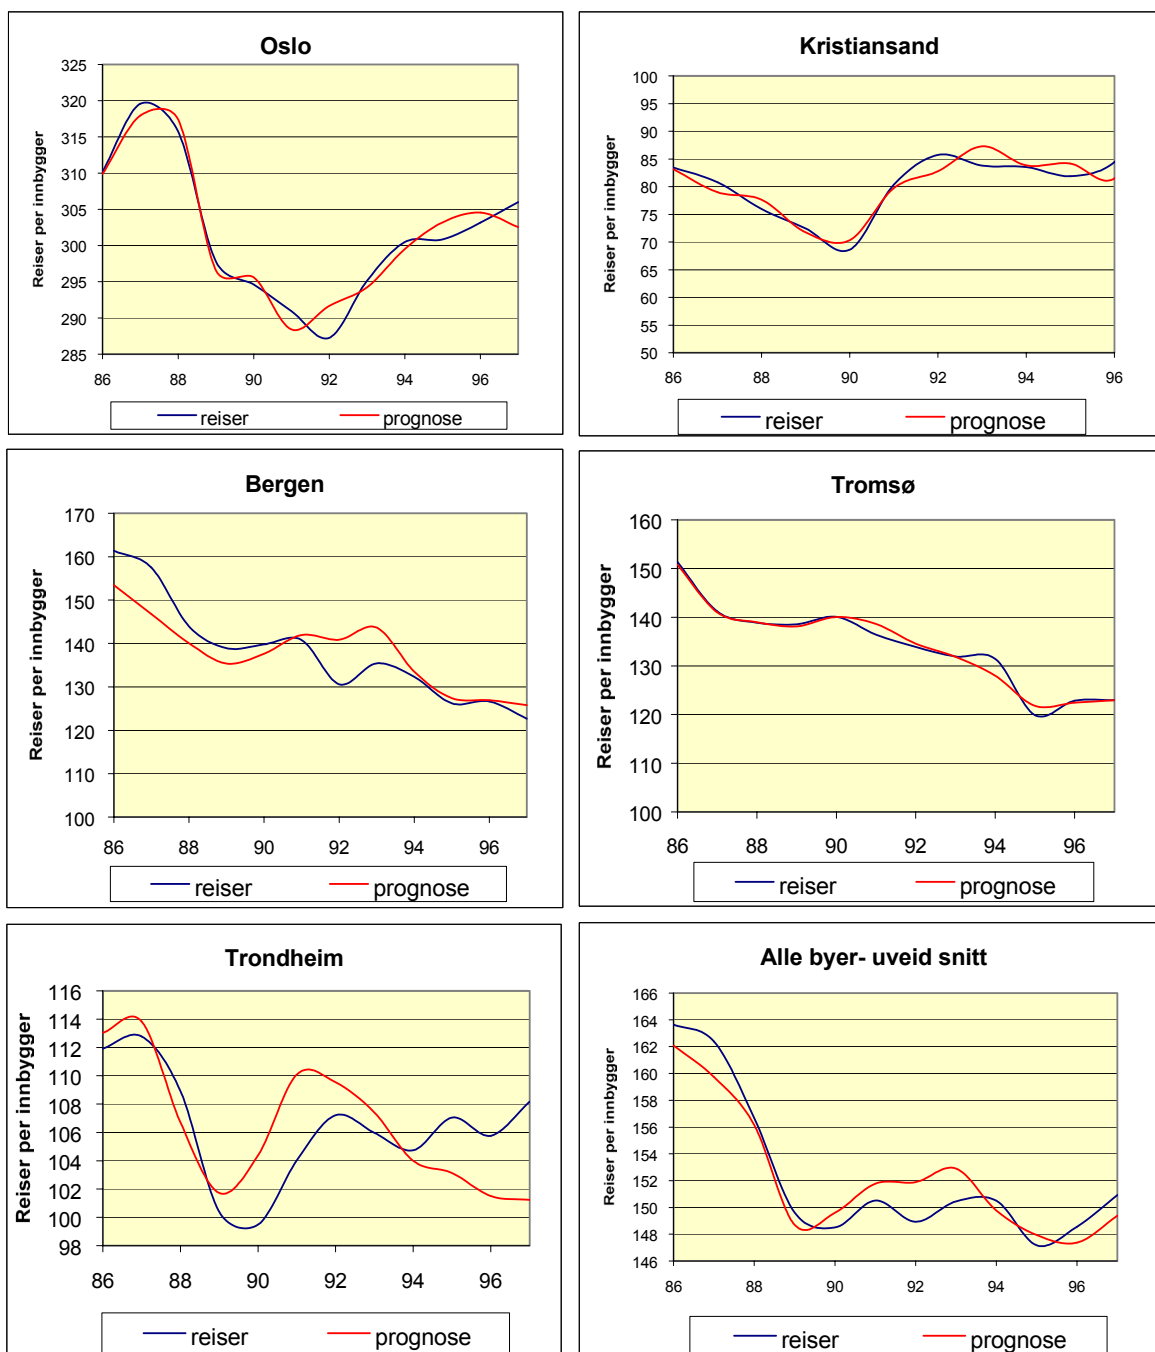 Oslo
Reiser per innbygger
325
320
315
310
305
300
295
290
285
86 88 90 92 94 96
reiser prognose
Kristiansand
Reiser per innbygger
100
95
90
85
80
75
70
65
60
55
50
86 88 90 92 94 96
reiser prognose
Bergen
Reiser per innbygger
170
160
150
140
130
120
110
100
86 88 90 92 94 96
reiser prognose
Tromsø
Reiser per innbygger
160
150
140
130
120
110
100
86 88 90 92 94 96
reiser prognose
Trondheim
Reiser per innbygger
116
114
112
110
108
106
104
102
100
98
86 88 90 92 94 96
reiser prognose
Alle byer- uveid snitt
Reiser per innbygger
166
164
162
160
158
156
154
152
150
148
146
86 88 90 92 94 96
reiser prognose